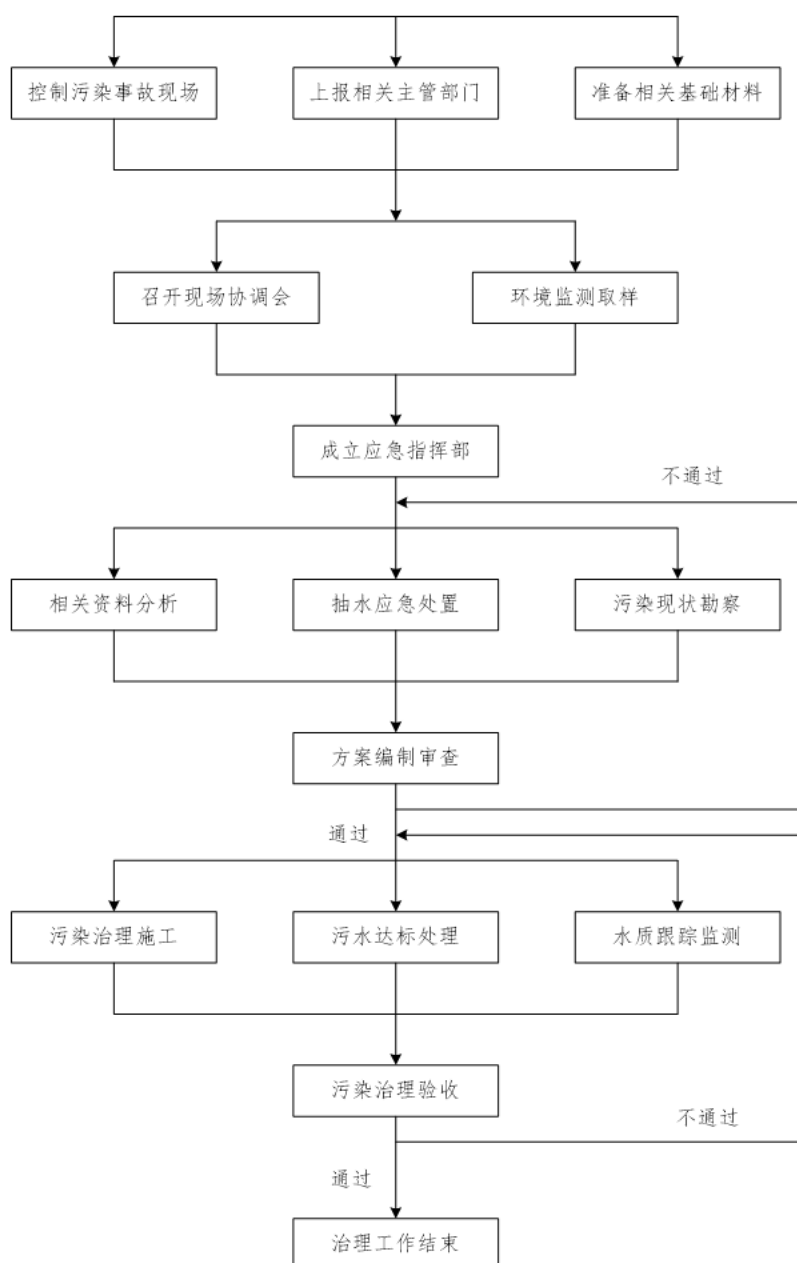 控制污染事故现场
上报相关主管部门
准备相关基础材料
召开现场协调会
环境监测取样
成立应急指挥部
不通过
相关资料分析
抽水应急处置
污染现状勘察
方案编制审查
通过
污染治理施工
污水达标处理
水质跟踪监测
污染治理验收
不通过
通过
治理工作结束